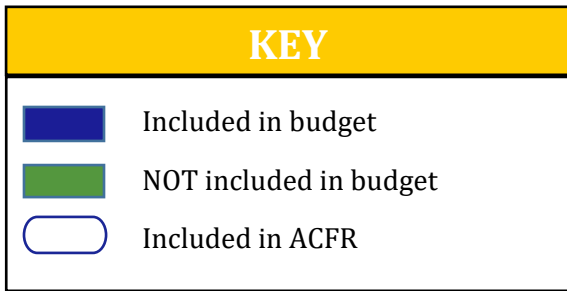 KEY
Included in budget
NOT included in budget
Included in ACFR